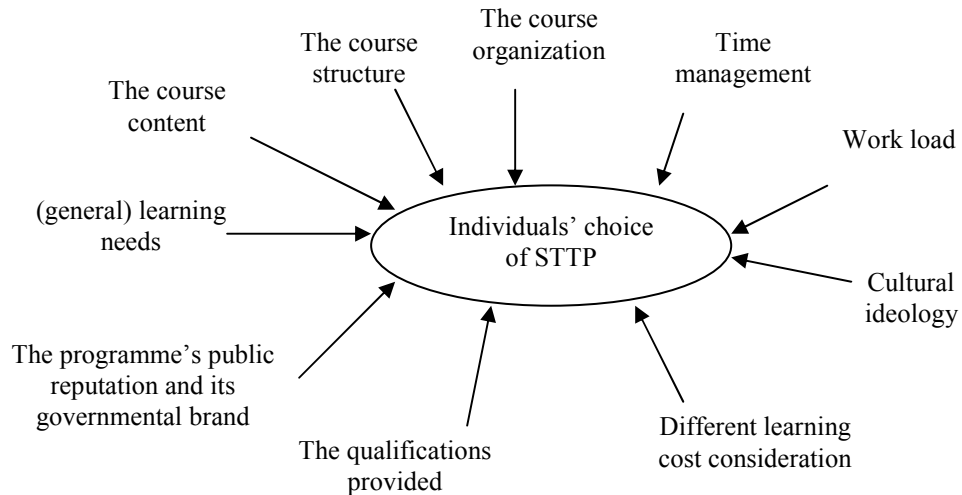 The course
organization
The course
structure
Time
management
The course
content
Work load
(general) learning
needs
Individuals’ choice
of STTP
Cultural
ideology
The programme’s public
reputation and its
governmental brand
The qualifications
provided
Different learning
cost consideration